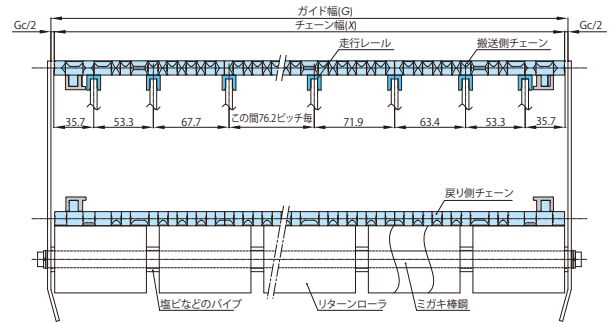 ガイド幅(G)
Gc/2
チェーン幅(X)
Gc/2
走行レール
搬送側チェーン
35.7
53.3
67.7
この間76.2ピッチ毎
71.9
63.4
53.3
35.7
戻り側チェーン
塩ビなどのパイプ
リターンローラ
ミガキ棒鋼